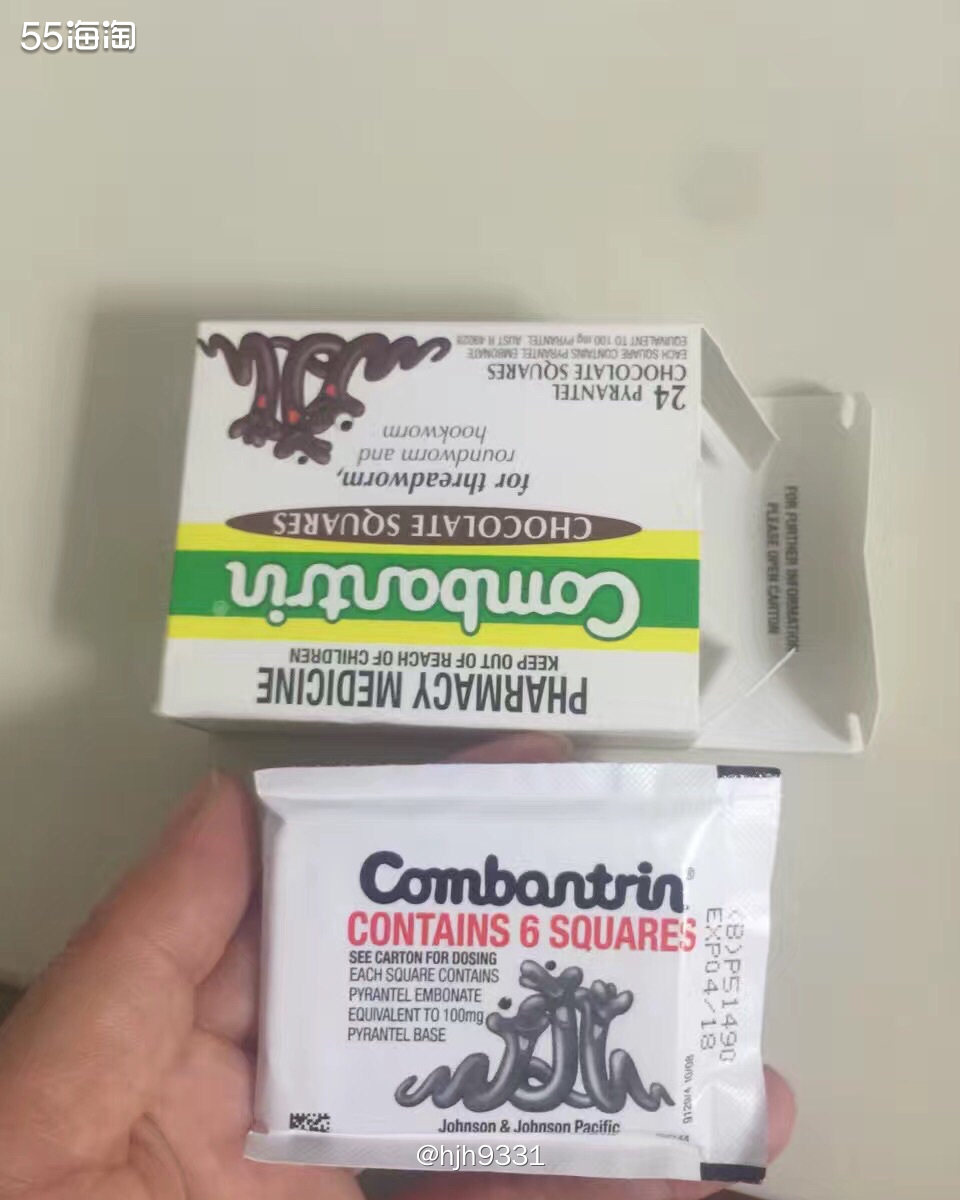 55海淘
PHARMACY MEDICINE
KEEP OUT OF REACH OF CHILDREN
Combantrin
CHOCOLATE SQUARES
for threadworm,
roundworm and
hookworm
24 PYRANTEL
CHOCOLATE SQUARES
EACH SQUARE CONTAINS PYRANTEL EMBONATE
EQUIVALENT TO 100 mg PYRANTEL AUST R 49028
FOR FURTHER INFORMATION
PLEASE OPEN CARTON
Combantrin®
CONTAINS 6 SQUARES
SEE CARTON FOR DOSING
EACH SQUARE CONTAINS
PYRANTEL EMBONATE
EQUIVALENT TO 100mg
PYRANTEL BASE
Johnson & Johnson Pacific
(B)P51490
EXP04/18
@hjh9331